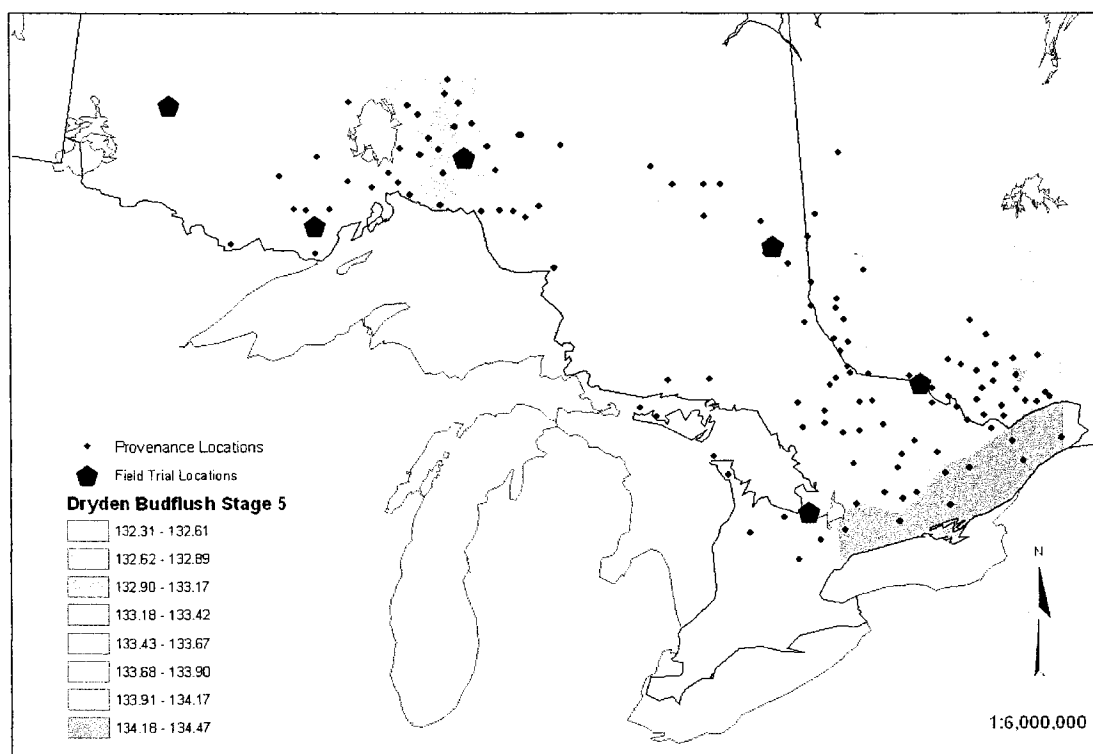 Provenance Locations
Field Trial Locations
Dryden Budflush Stage 5
132.31 - 132.61
132.62 - 132.89
132.90 - 133.17
133.18 - 133.42
133.43 - 133.67
133.68 - 133.90
133.91 - 134.17
134.18 - 134.47
N
1:6,000,000